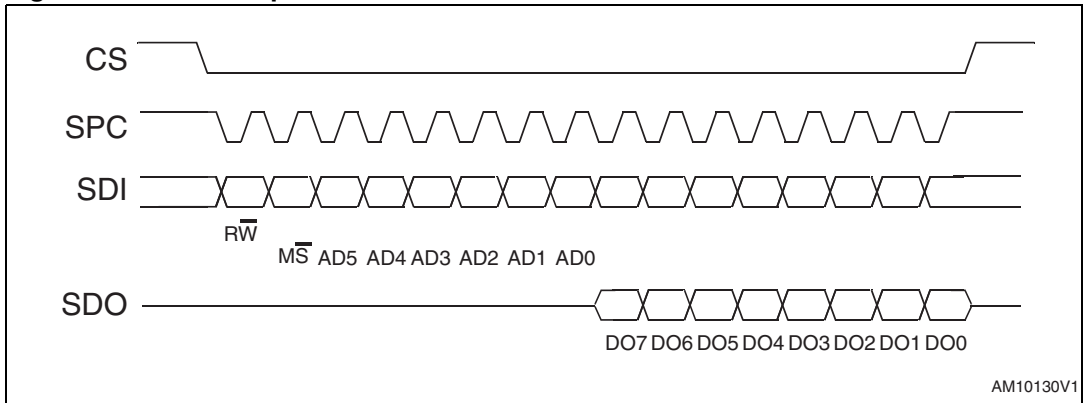 CS
SPC
SDI
RW̅
MS̅ AD5 AD4 AD3 AD2 AD1 AD0
SDO
DO7 DO6 DO5 DO4 DO3 DO2 DO1 DO0
AM10130V1